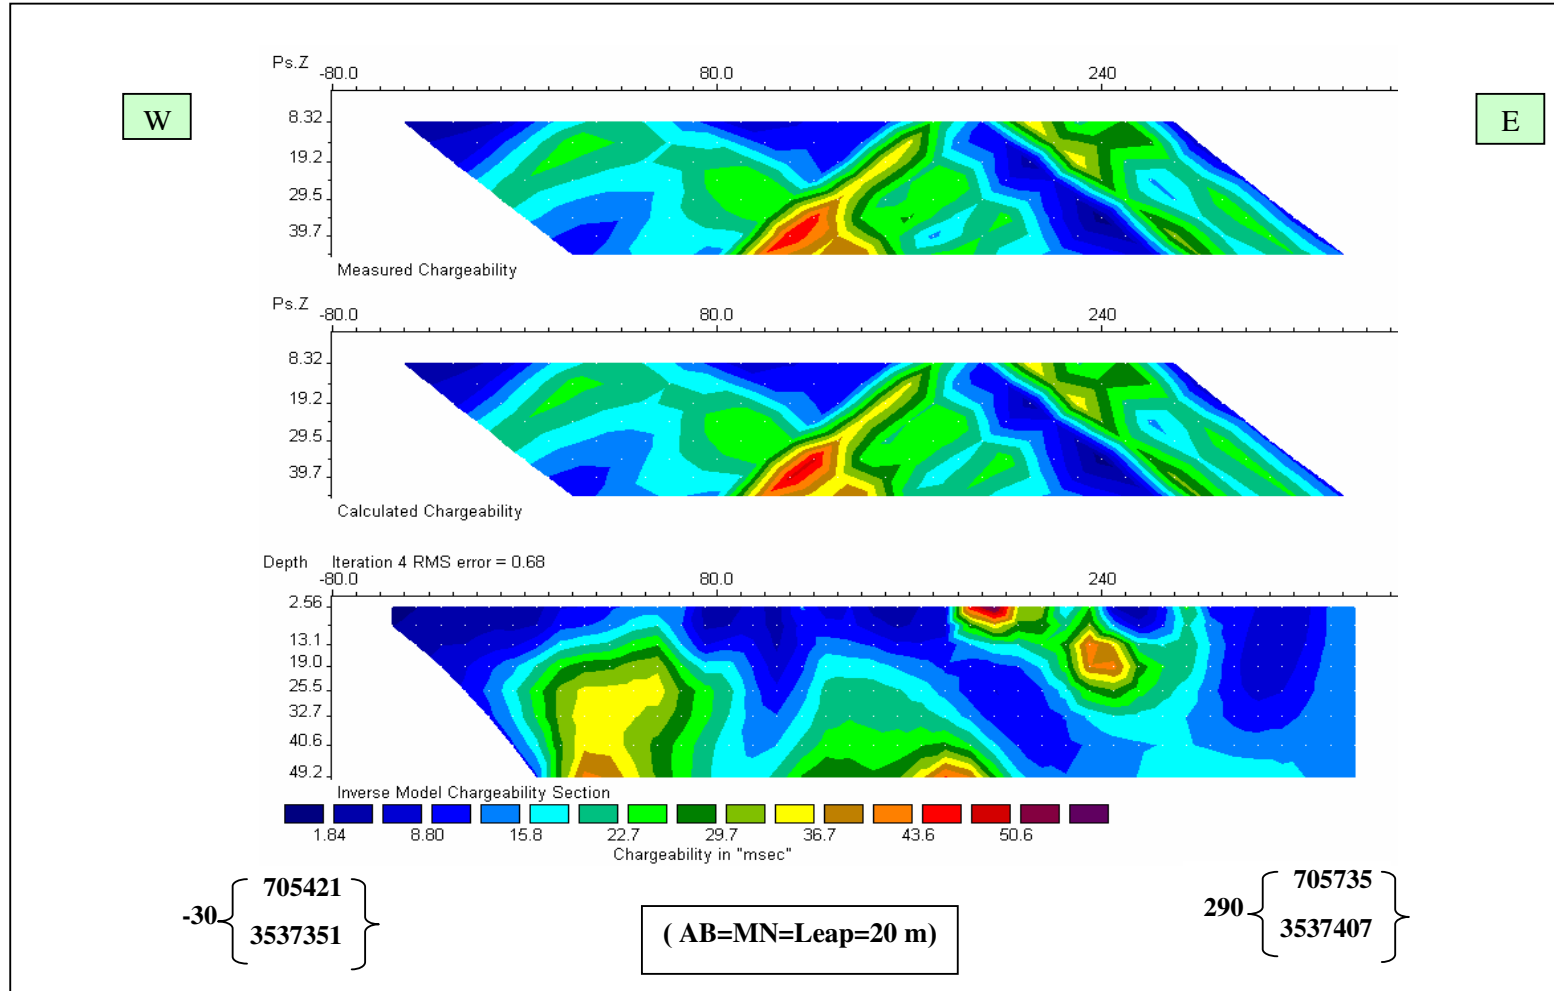 Ps.Z
-80.0 80.0 240
W
E
8.32
19.2
29.5
39.7
Measured Chargeability
Ps.Z
-80.0 80.0 240
8.32
19.2
29.5
39.7
Calculated Chargeability
Depth Iteration 4 RMS error = 0.68
-80.0 80.0 240
2.56
13.1
19.0
25.5
32.7
40.6
49.2
Inverse Model Chargeability Section
1.84 8.80 15.8 22.7 29.7 36.7 43.6 50.6
Chargeability in "msec"
-30 { 705421
3537351 }
( AB=MN=Leap=20 m)
290 { 705735
3537407 }